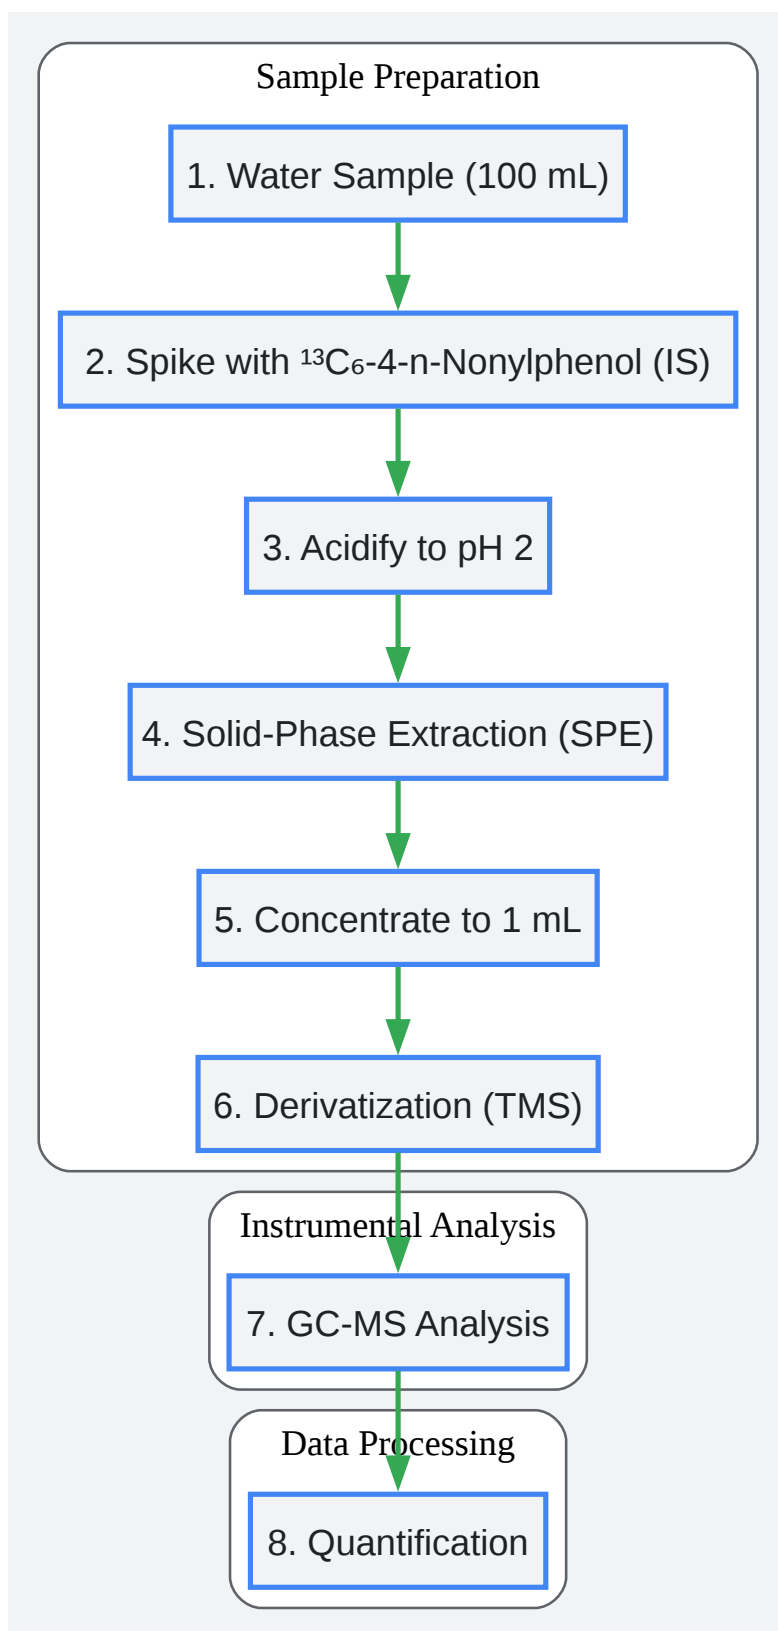 Sample Preparation
1. Water Sample (100 mL)
2. Spike with ¹³C₆-4-n-Nonylphenol (IS)
3. Acidify to pH 2
4. Solid-Phase Extraction (SPE)
5. Concentrate to 1 mL
6. Derivatization (TMS)
Instrumental Analysis
7. GC-MS Analysis
Data Processing
8. Quantification